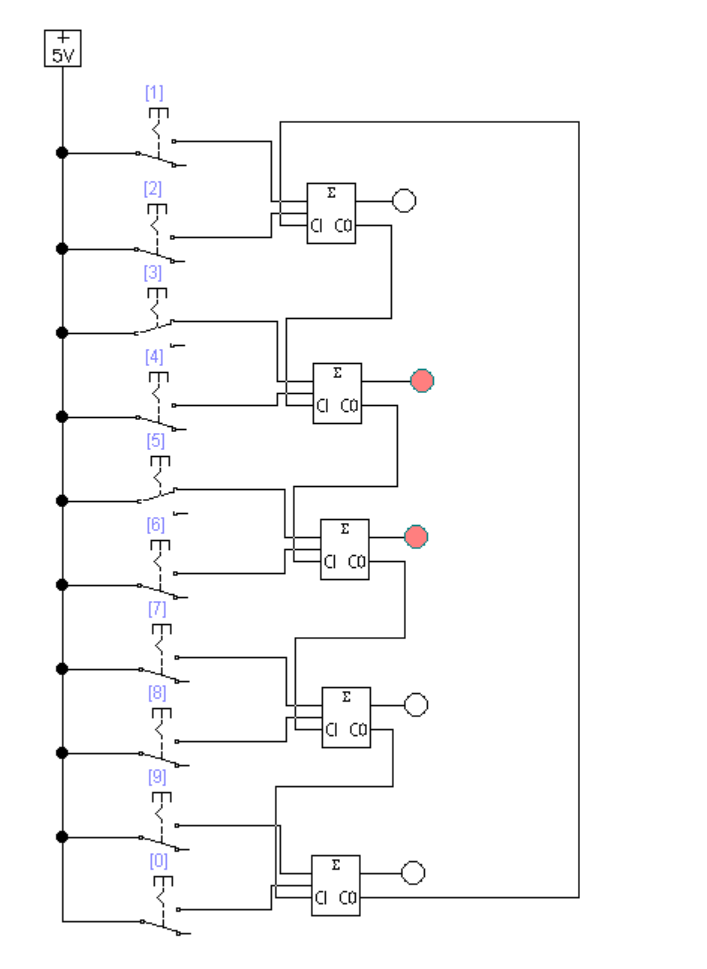 +
5V
[1]
Σ
CI CO
[2]
[3]
Σ
CI CO
[4]
[5]
Σ
CI CO
[6]
[7]
Σ
CI CO
[8]
[9]
Σ
CI CO
[0]